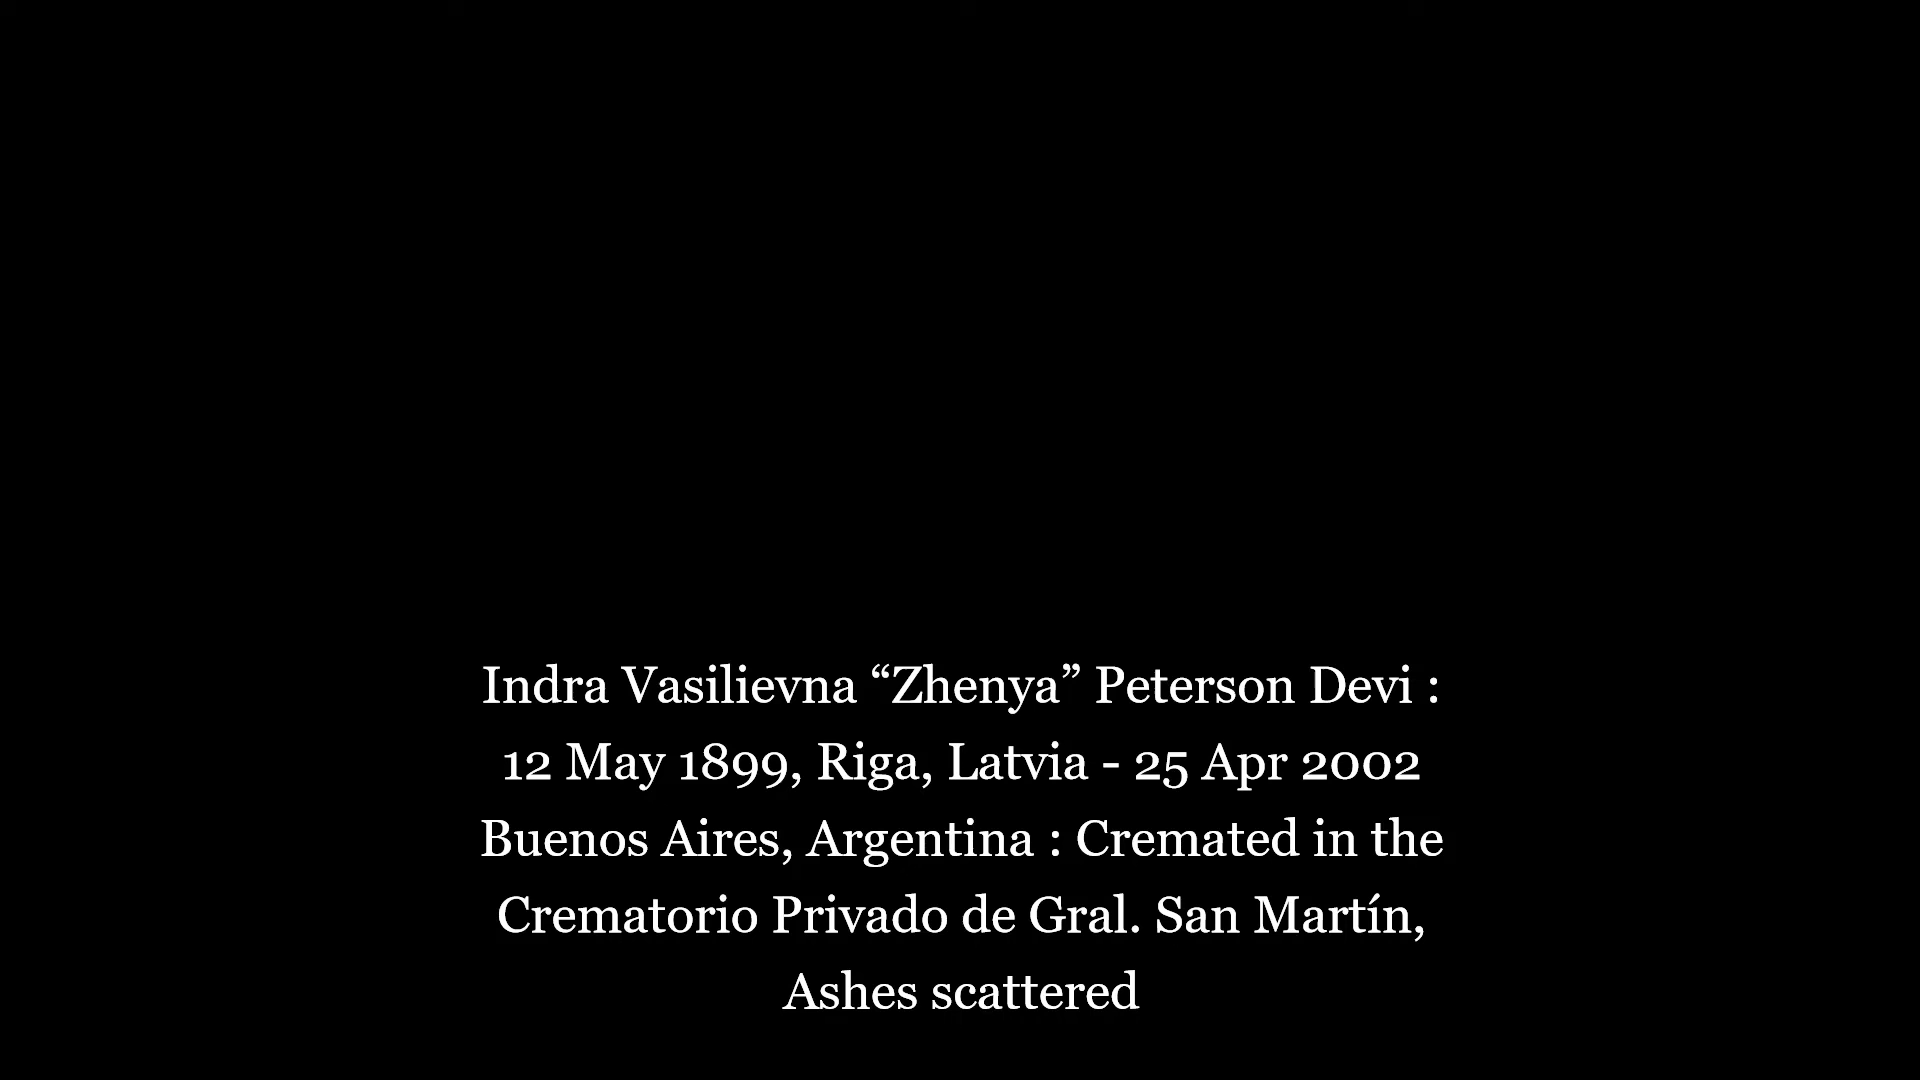 Indra Vasilievna “Zhenya” Peterson Devi :
12 May 1899, Riga, Latvia - 25 Apr 2002
Buenos Aires, Argentina : Cremated in the
Crematorio Privado de Gral. San Martín,
Ashes scattered